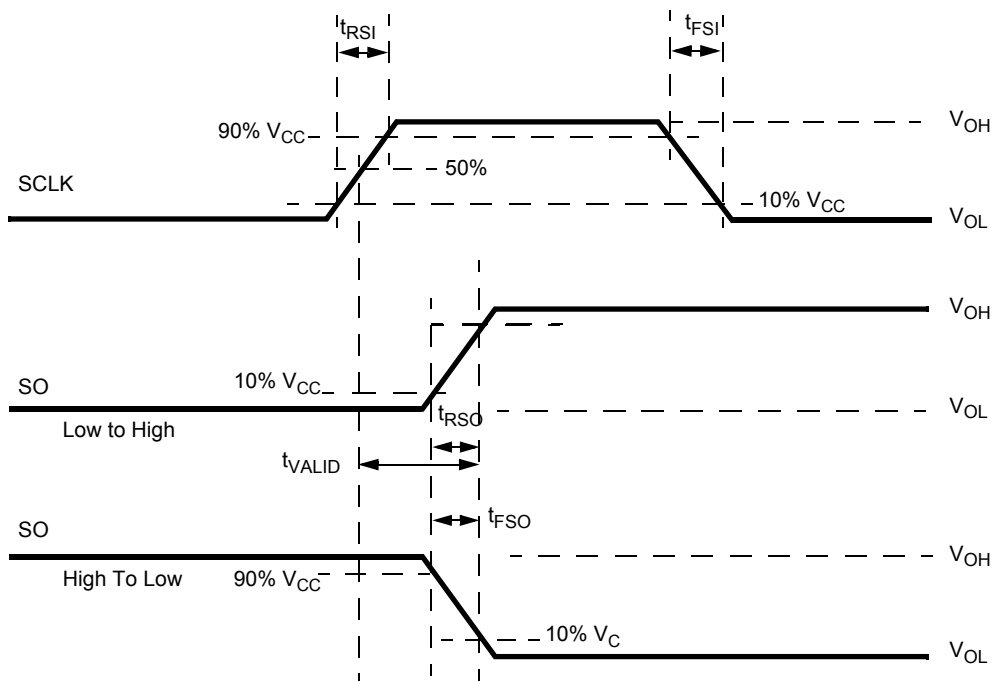 tRSI
tFSI
90% VCC
VOH
50%
SCLK
10% VCC
VOL
VOH
10% VCC
SO
tRSO
VOL
Low to High
tVALID
tFSO
SO
VOH
High To Low
90% VCC
10% VC
VOL